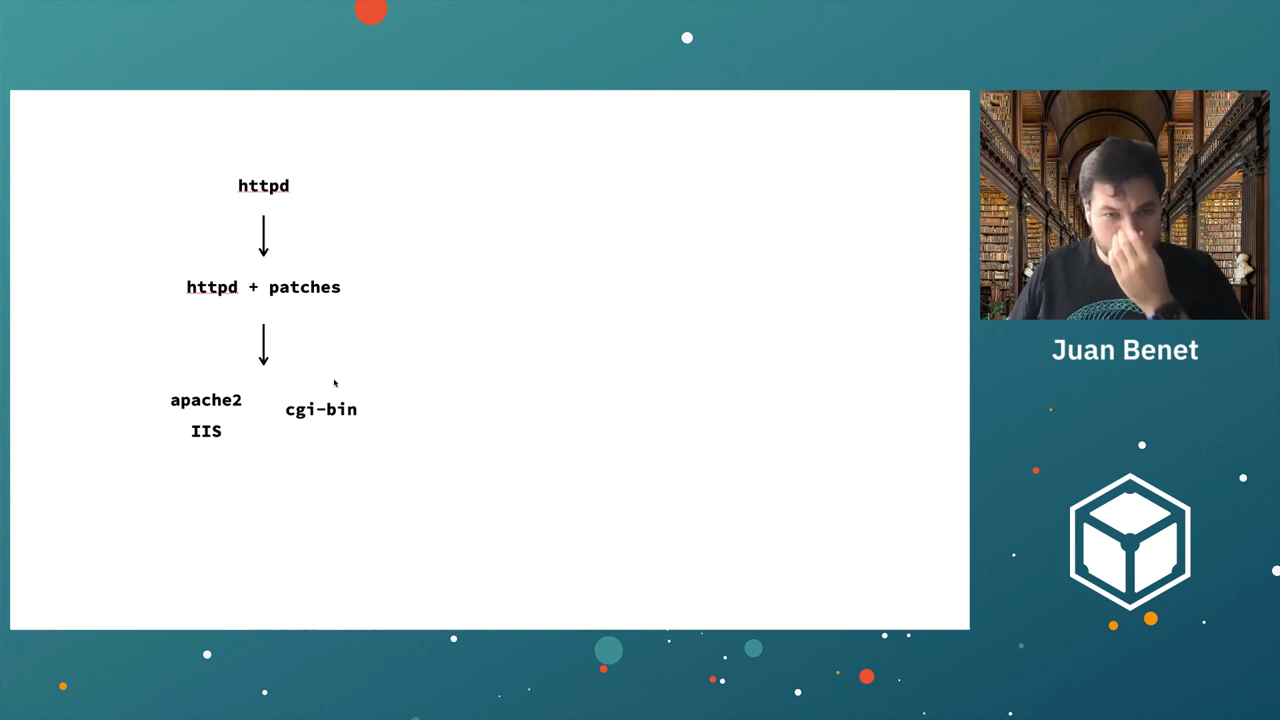 httpd
httpd + patches
apache2
cgi-bin
IIS
Juan Benet